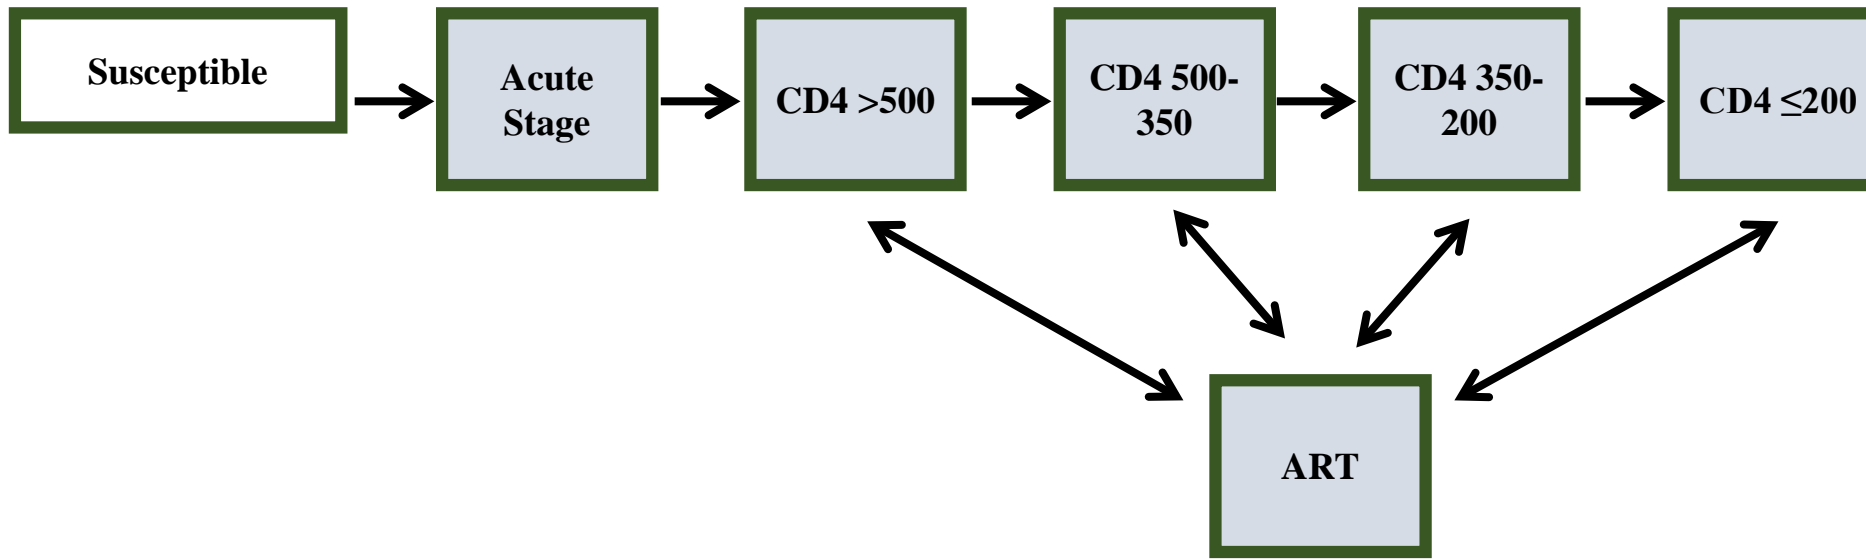 Susceptible
Acute
Stage
CD4 >500
CD4 500-
350
CD4 350-
200
CD4 ≤200
ART